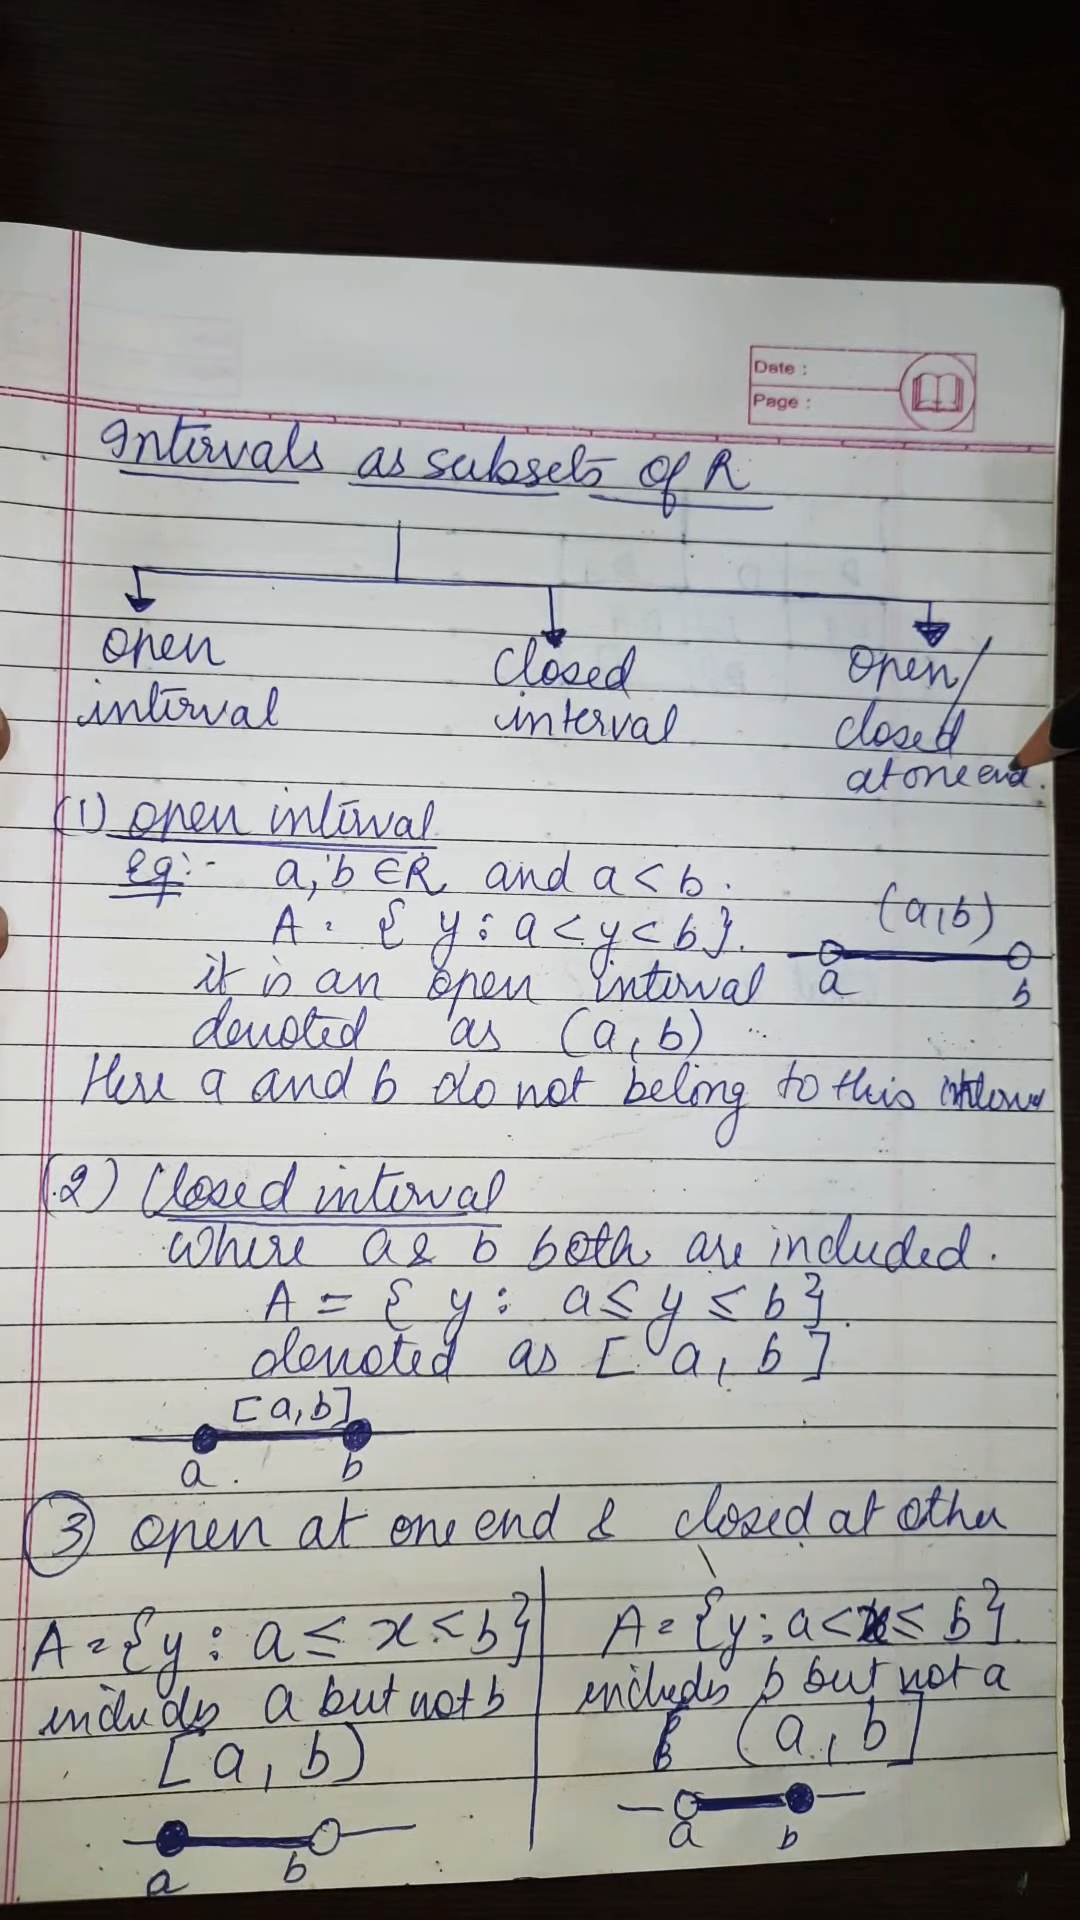 Date :
Page :
Intervals as subsets of R
open interval
closed interval
open/ closed at one end.
(1) open interval
Eg:- a, b ∈ R and a < b.
A = { y : a < y < b }.
(a, b)
a
b
it is an open interval
denoted as (a, b)
Here a and b do not belong to this
(2) Closed interval
where a & b both are included.
A = { y : a ≤ y ≤ b }.
denoted as [ a, b ]
[a, b]
a
b
(3) open at one end & closed at other
A = {y : a ≤ x < b}
includes a but not b
[a, b)
a
b
A = {y : a < x ≤ b}.
includes b but not a
(a, b]
a
b